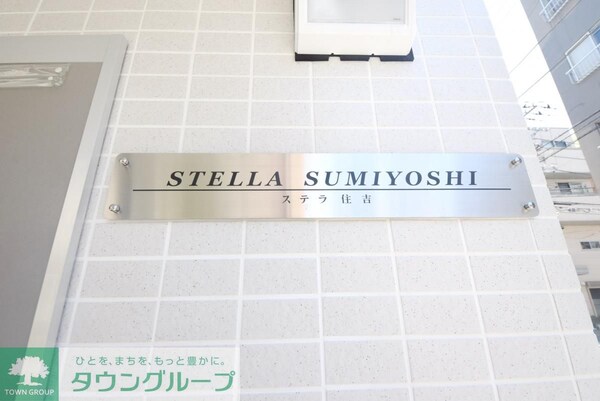 STELLA SUMIYOSHI
ステラ 住吉
ひとを、まちを、もっと豊かに。
タウングループ
TOWN GROUP